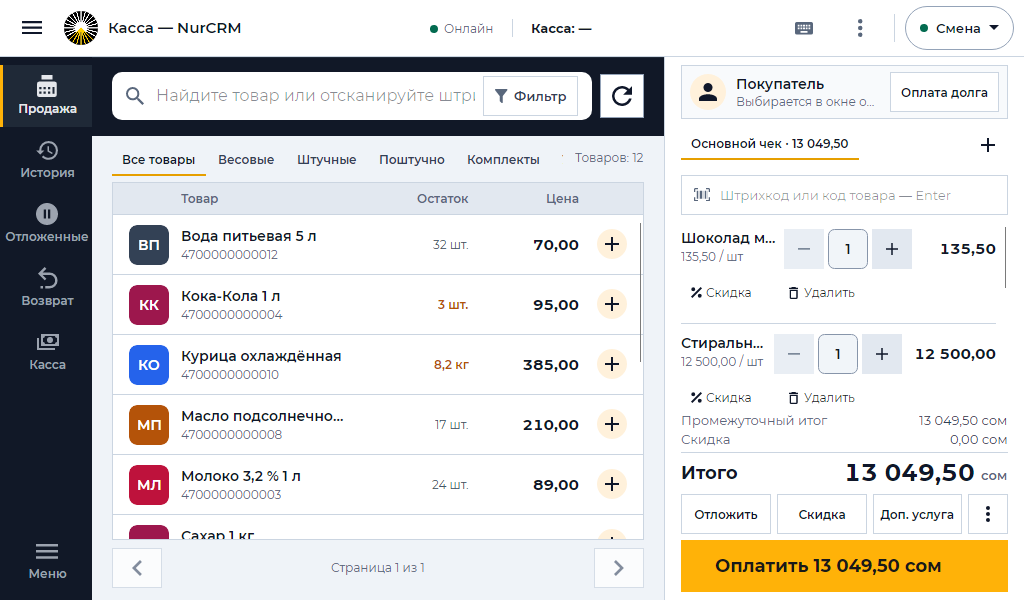 Касса — NurCRM
Онлайн
Касса: —
Смена
Продажа
История
Отложенные
Возврат
Касса
Меню
Найдите товар или отсканируйте штри
Фильтр
Все товары
Весовые
Штучные
Поштучно
Комплекты
Товаров: 12
Товар Остаток Цена
ВП Вода питьевая 5 л 32 шт. 70,00
4700000000012
КК Кока-Кола 1 л 3 шт. 95,00
4700000000004
КО Курица охлаждённая 8,2 кг 385,00
4700000000010
МП Масло подсолнечно... 17 шт. 210,00
4700000000008
МЛ Молоко 3,2 % 1 л 24 шт. 89,00
4700000000003
Сахар 1 кг
Страница 1 из 1
Покупатель
Выбирается в окне о...
Оплата долга
Основной чек · 13 049,50
Штрихкод или код товара — Enter
Шоколад м... 1 135,50
135,50 / шт
Скидка Удалить
Стиральн... 1 12 500,00
12 500,00 / шт
Скидка Удалить
Промежуточный итог 13 049,50 сом
Скидка 0,00 сом
Итого 13 049,50 сом
Отложить Скидка Доп. услуга
Оплатить 13 049,50 сом